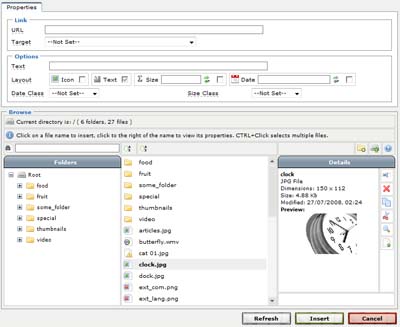 Properties
Link
URL
Target --Not Set--
Options
Text
Layout Icon Text Σ Size Date
Date Class --Not Set-- Size Class --Not Set--
Browse
Current directory is: / ( 6 folders, 27 files )
Click on a file name to insert, click to the right of the name to view its properties. CTRL+Click selects multiple files.
Folders
Root
food
fruit
some_folder
special
thumbnails
video
food
fruit
some_folder
special
thumbnails
video
articles.jpg
butterfly.wmv
cat 01.jpg
clock.jpg
dock.jpg
ext_com.png
ext_lang.png
Details
clock
JPG File
Dimensions: 150 x 112
Size: 4.88 Kb
Modified: 27/07/2008, 02:24
Preview:
Refresh Insert Cancel